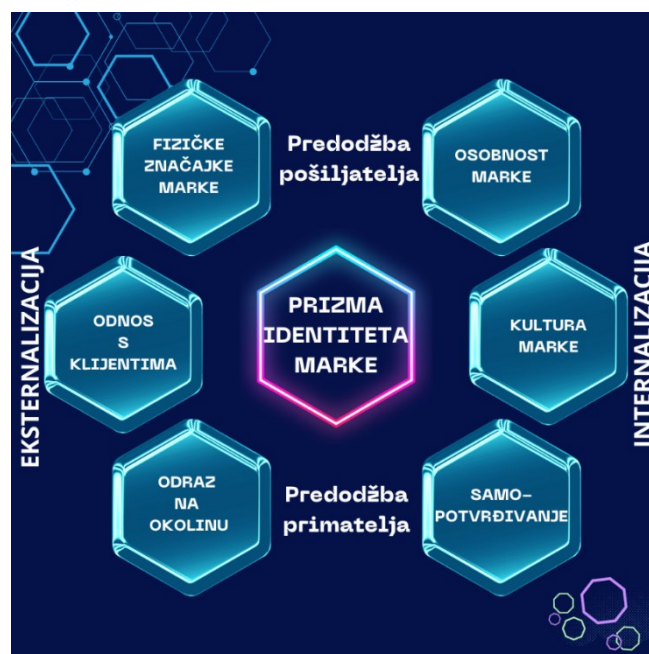 FIZIČKE
ZNAČAJKE
MARKE
Predodžba
pošiljatelja
OSOBNOST
MARKE
EKSTERNALIZACIJA
ODNOS
S
KLIJENTIMA
PRIZMA
IDENTITETA
MARKE
KULTURA
MARKE
INTERNALIZACIJA
ODRAZ
NA
OKOLINU
Predodžba
primatelja
SAMO-
POTVRĐIVANJE